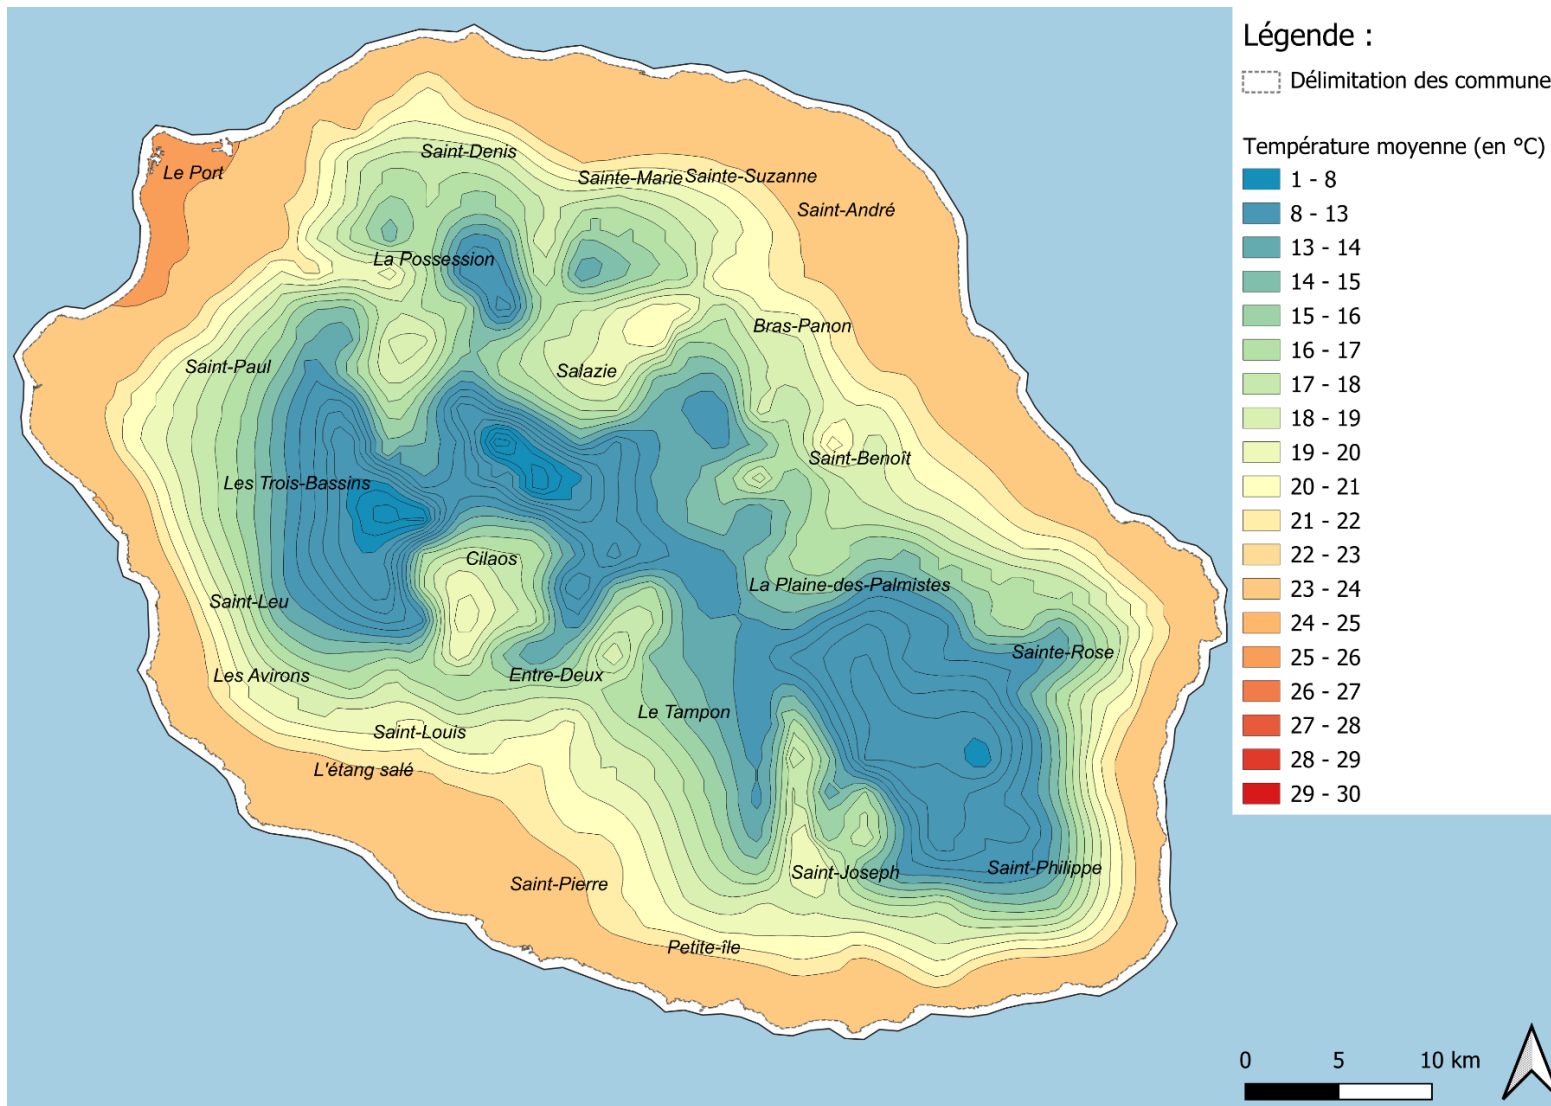 Légende :
Délimitation des commune
Température moyenne (en °C)
1 - 8
8 - 13
13 - 14
14 - 15
15 - 16
16 - 17
17 - 18
18 - 19
19 - 20
20 - 21
21 - 22
22 - 23
23 - 24
24 - 25
25 - 26
26 - 27
27 - 28
28 - 29
29 - 30
Saint-Denis
Le Port
Sainte-Marie
Sainte-Suzanne
Saint-André
La Possession
Bras-Panon
Saint-Paul
Salazie
Saint-Benoît
Les Trois-Bassins
Cilaos
La Plaine-des-Palmistes
Saint-Leu
Sainte-Rose
Les Avirons
Entre-Deux
Le Tampon
Saint-Louis
L'étang salé
Saint-Philippe
Saint-Joseph
Saint-Pierre
Petite-île
0 5 10 km